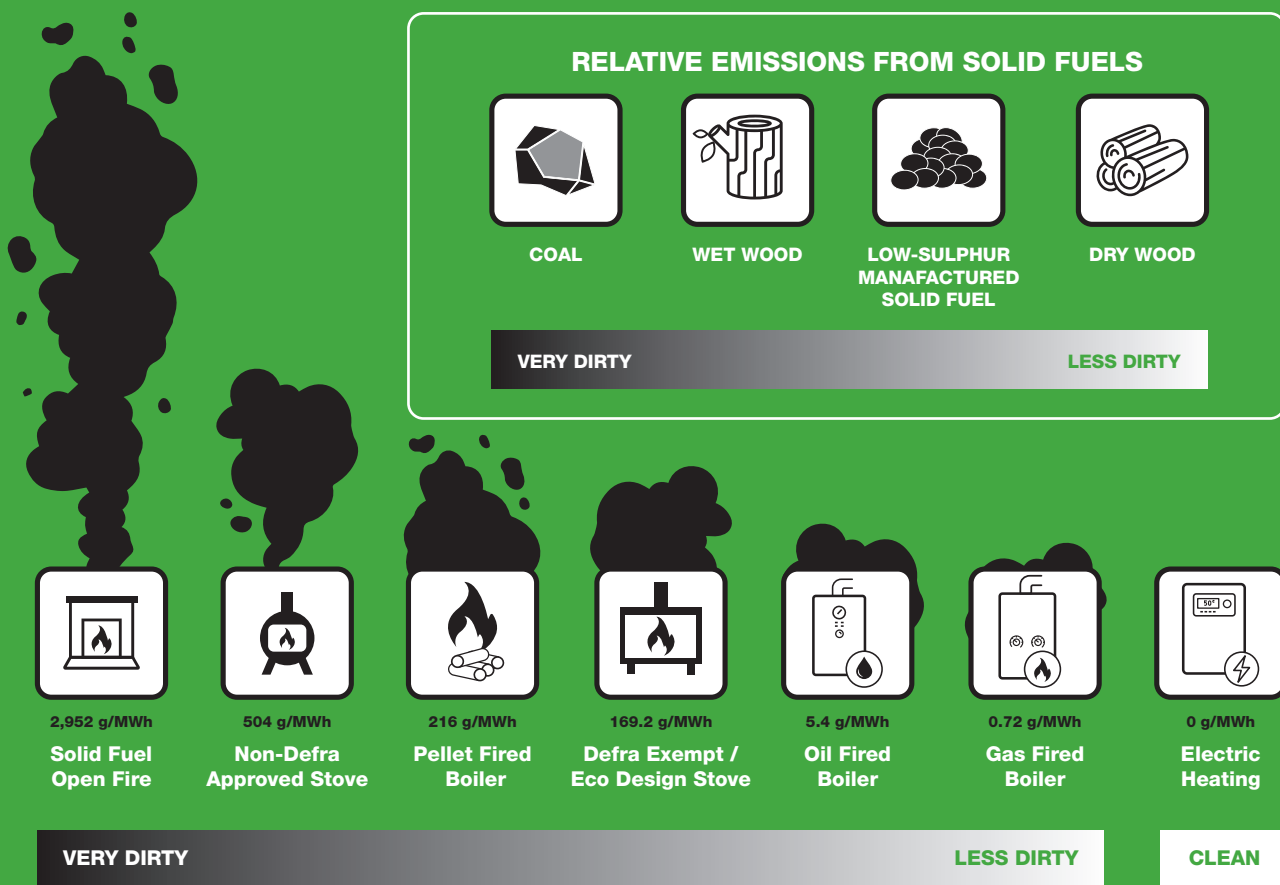 RELATIVE EMISSIONS FROM SOLID FUELS
COAL
WET WOOD
LOW-SULPHUR
MANAFACTURED
SOLID FUEL
DRY WOOD
VERY DIRTY
LESS DIRTY
50°
2,952 g/MWh
Solid Fuel
Open Fire
504 g/MWh
Non-Defra
Approved Stove
216 g/MWh
Pellet Fired
Boiler
169.2 g/MWh
Defra Exempt /
Eco Design Stove
5.4 g/MWh
Oil Fired
Boiler
0.72 g/MWh
Gas Fired
Boiler
0 g/MWh
Electric
Heating
VERY DIRTY
LESS DIRTY
CLEAN